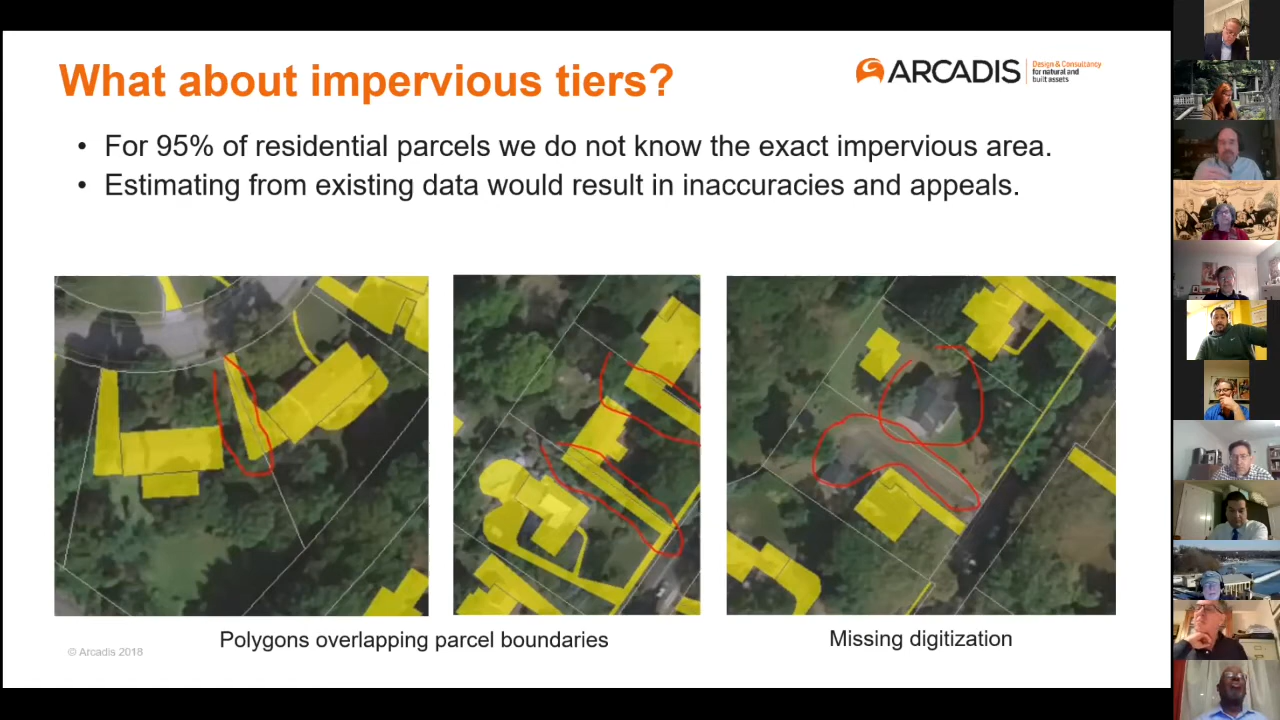 What about impervious tiers?
ARCADIS
Design & Consultancy
for natural and
built assets
• For 95% of residential parcels we do not know the exact impervious area.
• Estimating from existing data would result in inaccuracies and appeals.
Polygons overlapping parcel boundaries
Missing digitization
© Arcadis 2018